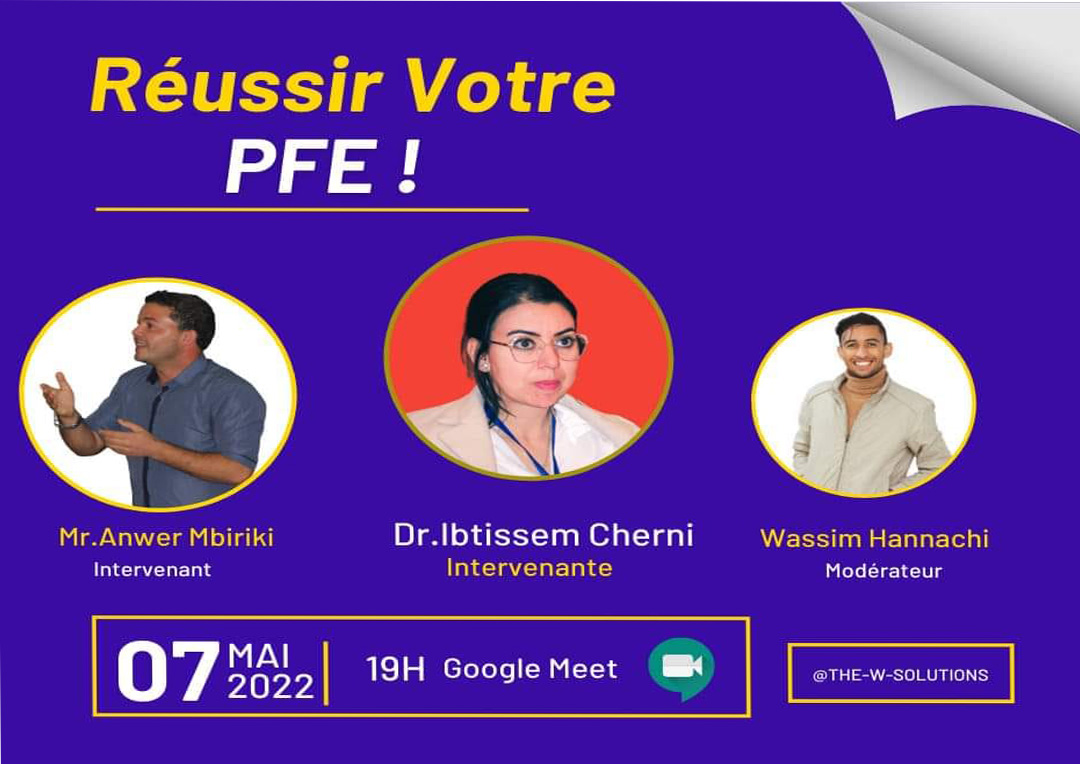 Réussir Votre
PFE !
Mr.Anwer Mbiriki
Intervenant
Dr.Ibtissem Cherni
Intervenante
Wassim Hannachi
Modérateur
07 MAI 2022
19H Google Meet
@THE-W-SOLUTIONS